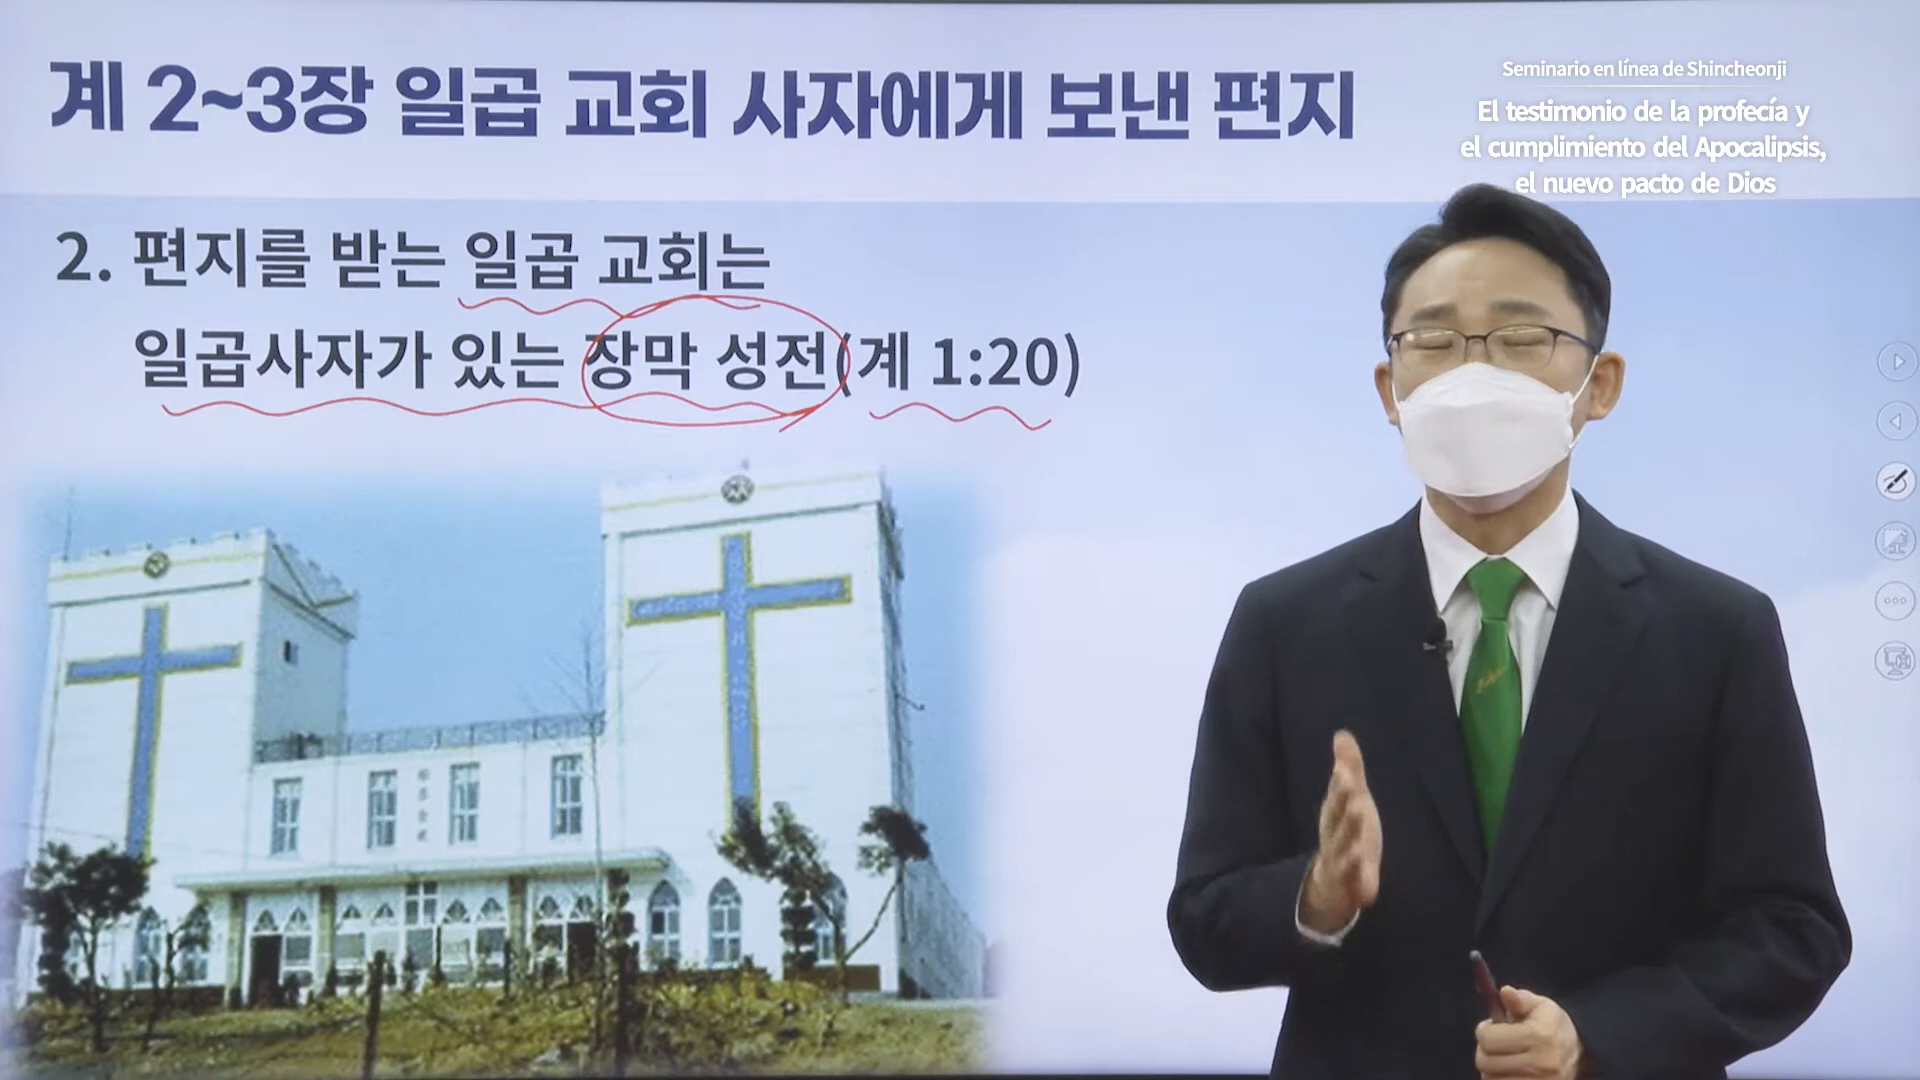 계 2~3장 일곱 교회 사자에게 보낸 편지
Seminario en línea de Shincheonji
El testimonio de la profecía y
el cumplimiento del Apocalipsis,
el nuevo pacto de Dios
2. 편지를 받는 일곱 교회는
일곱사자가 있는 장막 성전(계 1:20)